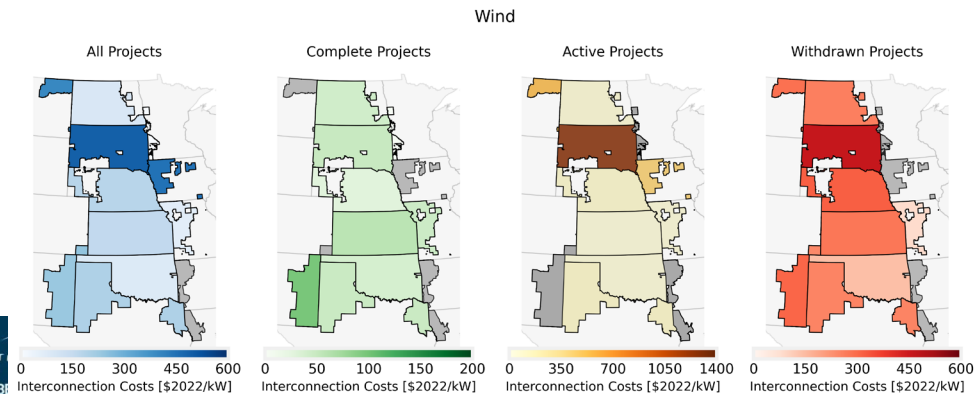 Wind
All Projects
Complete Projects
Active Projects
Withdrawn Projects
0 150 300 450 600
Interconnection Costs [$2022/kW]
0 50 100 150 200
Interconnection Costs [$2022/kW]
0 350 700 1050 1400
Interconnection Costs [$2022/kW]
0 150 300 450 600
Interconnection Costs [$2022/kW]